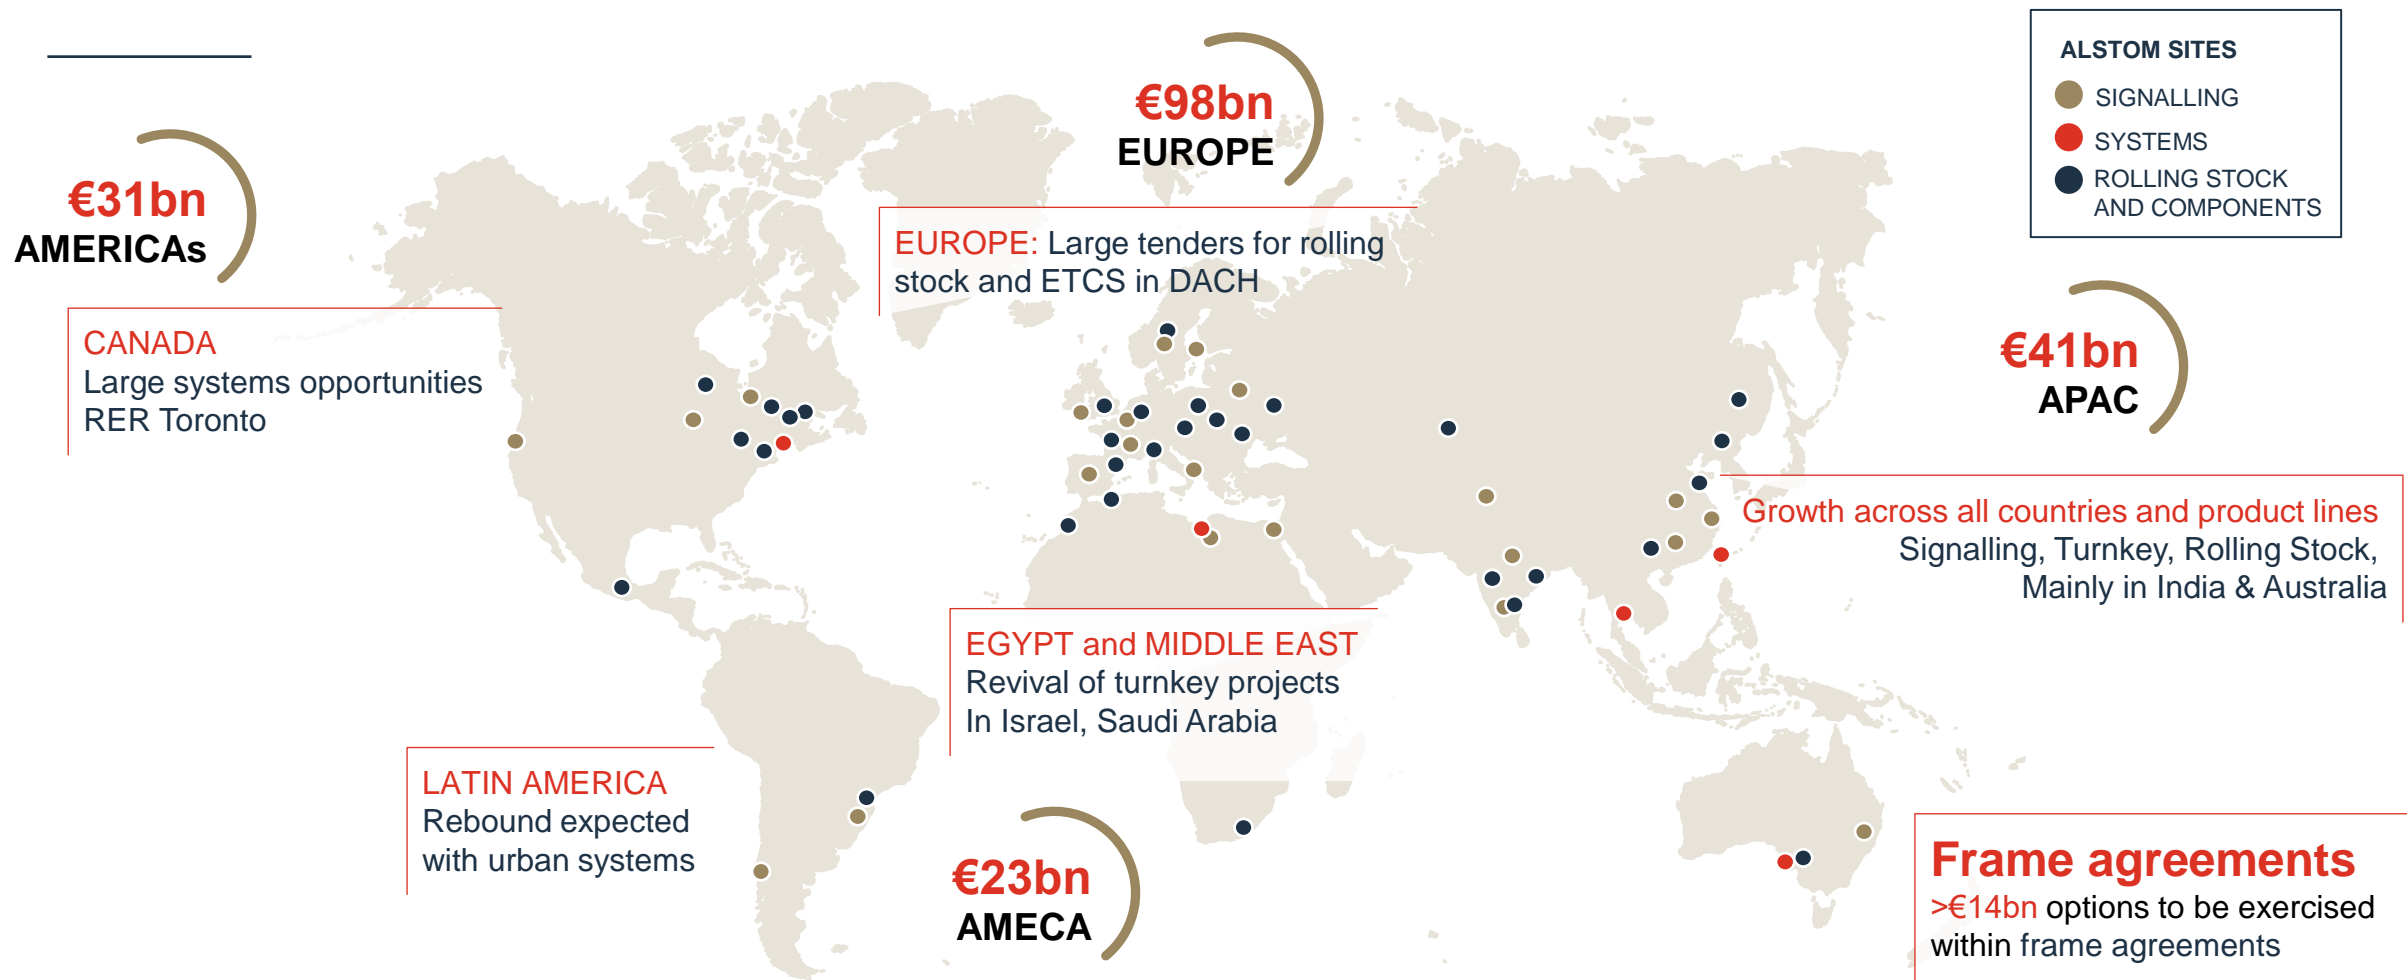 €31bn
AMERICAs
CANADA
Large systems opportunities
RER Toronto
€98bn
EUROPE
EUROPE: Large tenders for rolling
stock and ETCS in DACH
ALSTOM SITES
SIGNALLING
SYSTEMS
ROLLING STOCK
AND COMPONENTS
€41bn
APAC
Growth across all countries and product lines
Signalling, Turnkey, Rolling Stock,
Mainly in India & Australia
EGYPT and MIDDLE EAST
Revival of turnkey projects
In Israel, Saudi Arabia
LATIN AMERICA
Rebound expected
with urban systems
€23bn
AMECA
Frame agreements
>€14bn options to be exercised
within frame agreements